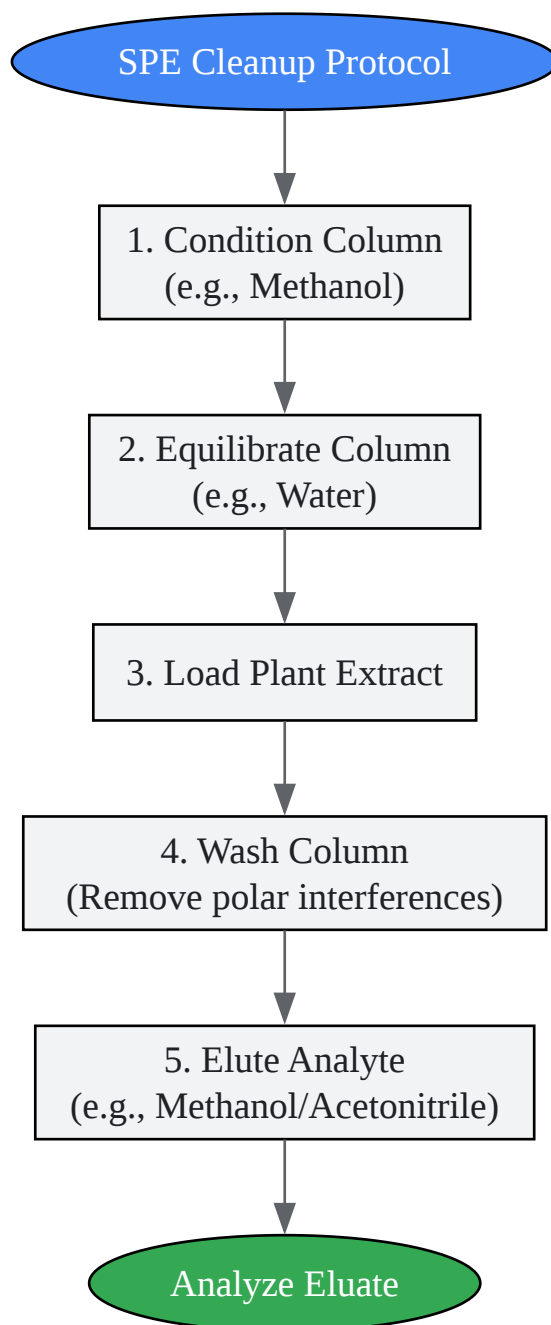 SPE Cleanup Protocol
1. Condition Column
(e.g., Methanol)
2. Equilibrate Column
(e.g., Water)
3. Load Plant Extract
4. Wash Column
(Remove polar interferences)
5. Elute Analyte
(e.g., Methanol/Acetonitrile)
Analyze Eluate